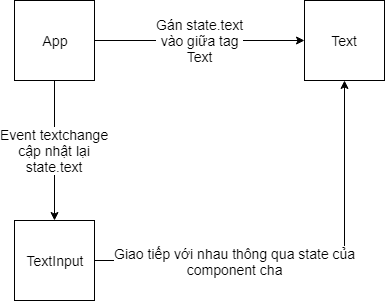 App
Gán state.text
vào giữa tag
Text
Text
Event textchange
cập nhật lại
state.text
TextInput
Giao tiếp với nhau thông qua state của
component cha